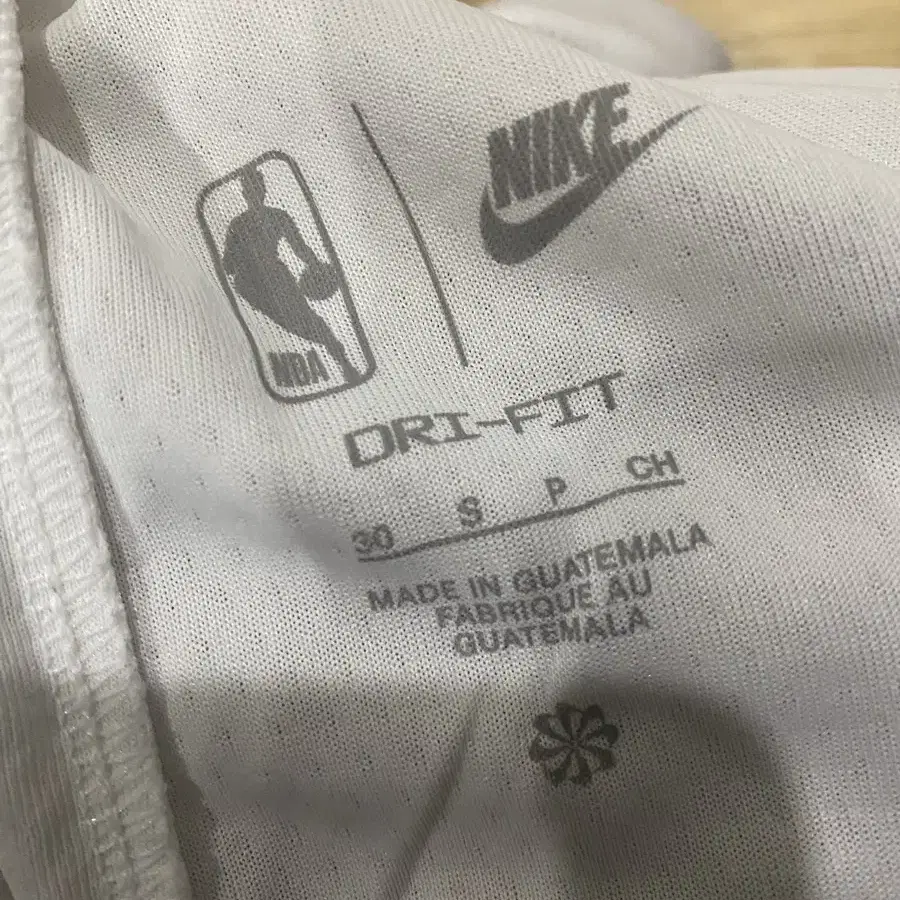 NBA
NIKE
DRI-FIT
30 S P CH
MADE IN GUATEMALA
FABRIQUE AU
GUATEMALA